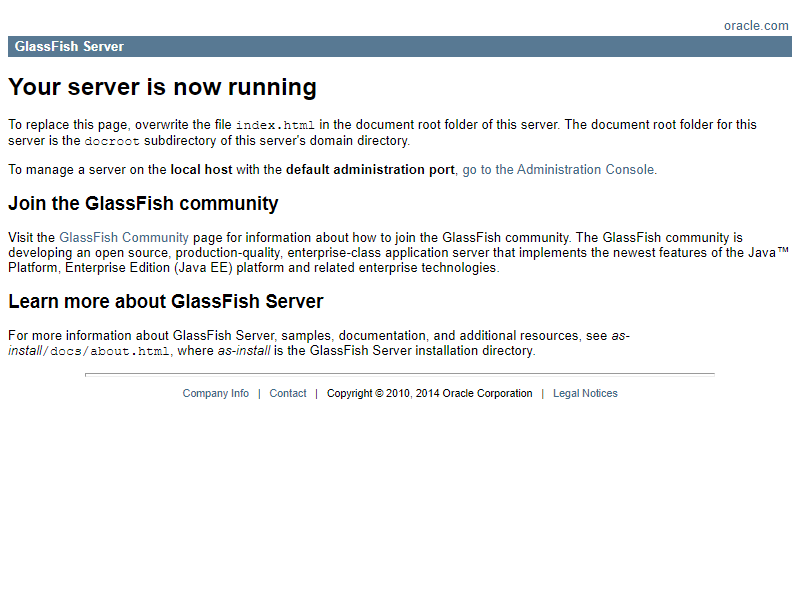 oracle.com
GlassFish Server
Your server is now running
To replace this page, overwrite the file index.html in the document root folder of this server. The document root folder for this
server is the docroot subdirectory of this server's domain directory.
To manage a server on the local host with the default administration port, go to the Administration Console.
Join the GlassFish community
Visit the GlassFish Community page for information about how to join the GlassFish community. The GlassFish community is
developing an open source, production-quality, enterprise-class application server that implements the newest features of the Java™
Platform, Enterprise Edition (Java EE) platform and related enterprise technologies.
Learn more about GlassFish Server
For more information about GlassFish Server, samples, documentation, and additional resources, see as-
install/docs/about.html, where as-install is the GlassFish Server installation directory.
Company Info | Contact | Copyright © 2010, 2014 Oracle Corporation | Legal Notices